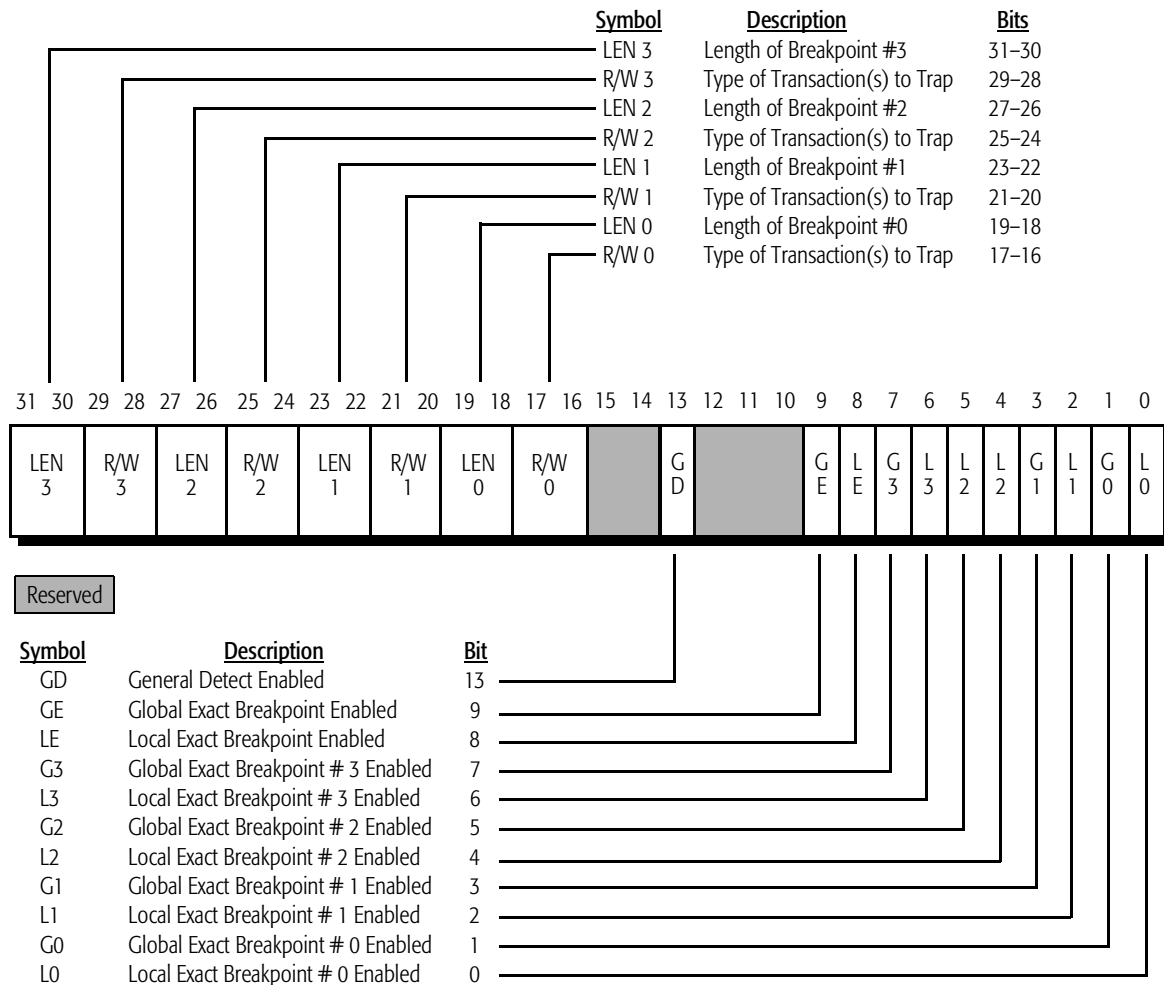 Symbol Description Bits
LEN 3 Length of Breakpoint #3 31–30
R/W 3 Type of Transaction(s) to Trap 29–28
LEN 2 Length of Breakpoint #2 27–26
R/W 2 Type of Transaction(s) to Trap 25–24
LEN 1 Length of Breakpoint #1 23–22
R/W 1 Type of Transaction(s) to Trap 21–20
LEN 0 Length of Breakpoint #0 19–18
R/W 0 Type of Transaction(s) to Trap 17–16
31 30 29 28 27 26 25 24 23 22 21 20 19 18 17 16 15 14 13 12 11 10 9 8 7 6 5 4 3 2 1 0
LEN R/W LEN R/W LEN R/W LEN R/W G G L G L L L G L G L
3 3 2 2 1 1 0 0 D E E 3 3 2 2 1 1 0 0
Reserved
Symbol Description Bit
GD General Detect Enabled 13
GE Global Exact Breakpoint Enabled 9
LE Local Exact Breakpoint Enabled 8
G3 Global Exact Breakpoint # 3 Enabled 7
L3 Local Exact Breakpoint # 3 Enabled 6
G2 Global Exact Breakpoint # 2 Enabled 5
L2 Local Exact Breakpoint # 2 Enabled 4
G1 Global Exact Breakpoint # 1 Enabled 3
L1 Local Exact Breakpoint # 1 Enabled 2
G0 Global Exact Breakpoint # 0 Enabled 1
L0 Local Exact Breakpoint # 0 Enabled 0